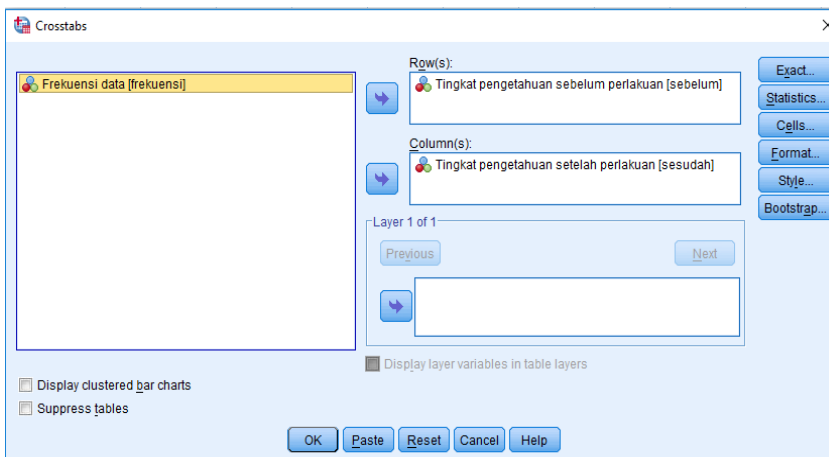 Crosstabs
Frekuensi data [frekuensi]
Row(s):
Tingkat pengetahuan sebelum perlakuan [sebelum]
Column(s):
Tingkat pengetahuan setelah perlakuan [sesudah]
Layer 1 of 1
Previous
Next
Display layer variables in table layers
Exact...
Statistics...
Cells...
Format...
Style...
Bootstrap...
Display clustered bar charts
Suppress tables
OK
Paste
Reset
Cancel
Help